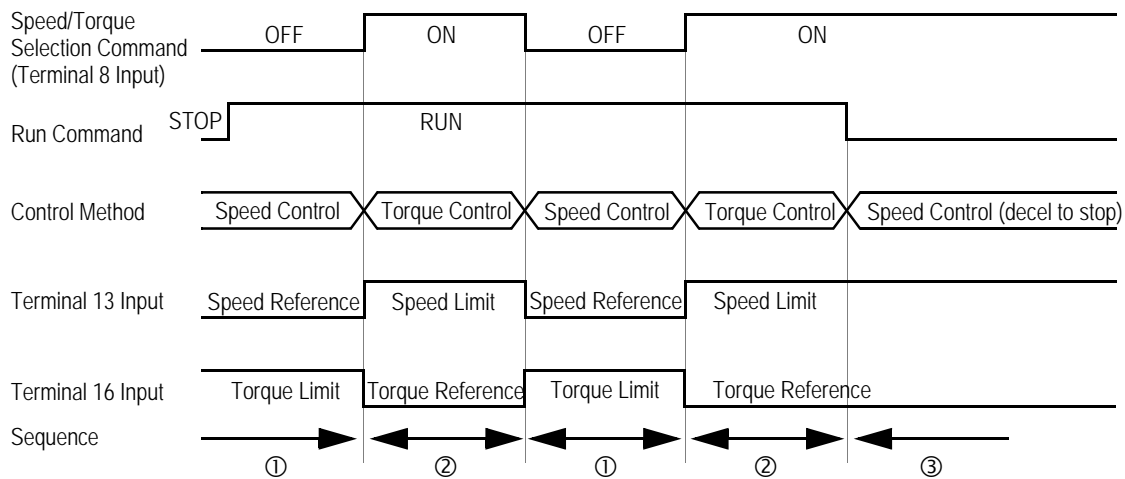 Speed/Torque
Selection Command
(Terminal 8 Input)
OFF ON OFF ON
Run Command STOP RUN
Control Method Speed Control Torque Control Speed Control Torque Control Speed Control (decel to stop)
Terminal 13 Input Speed Reference Speed Limit Speed Reference Speed Limit
Terminal 16 Input Torque Limit Torque Reference Torque Limit Torque Reference
Sequence
① ② ① ② ③